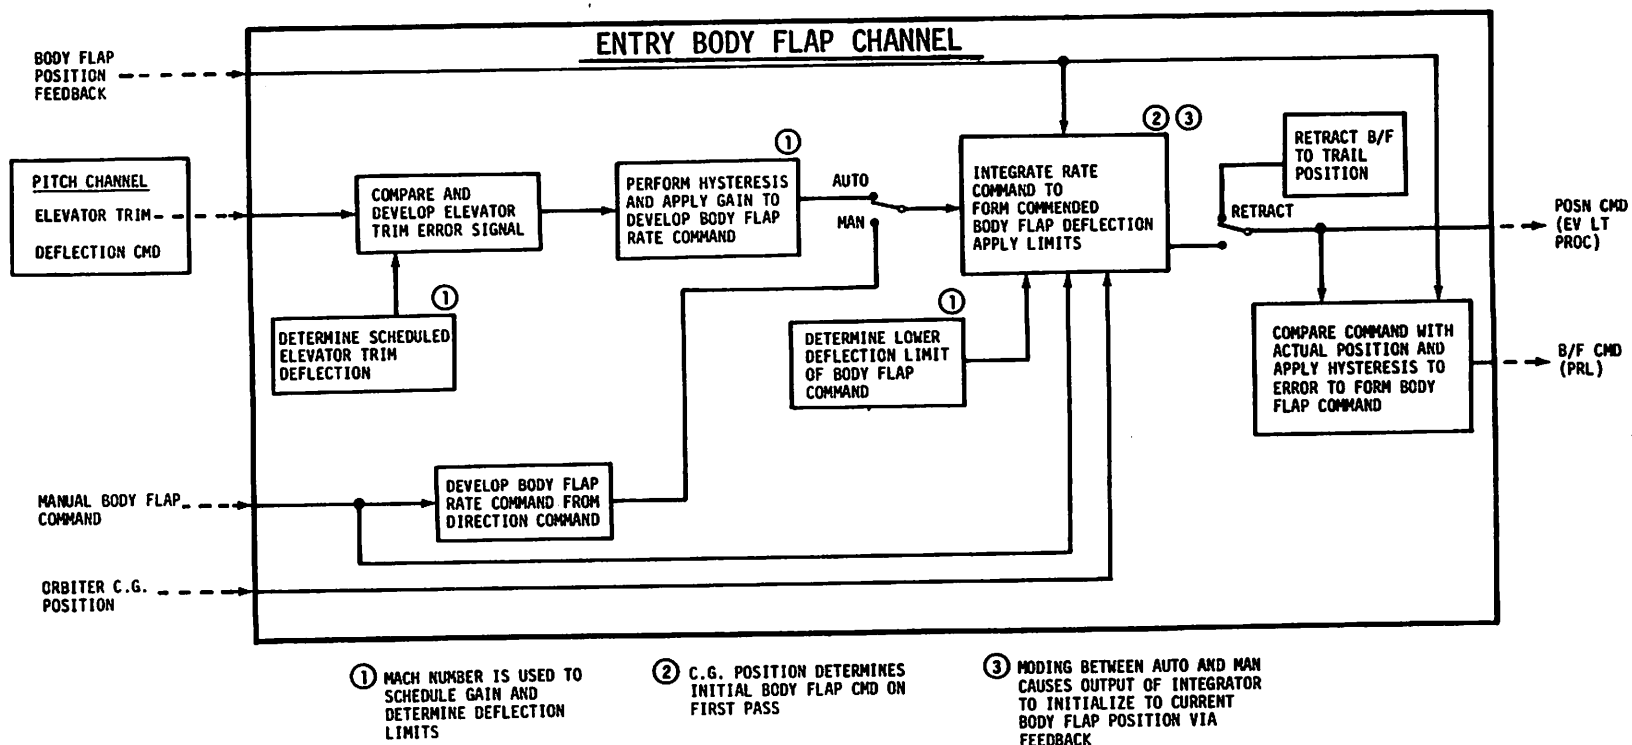 ENTRY BODY FLAP CHANNEL
BODY FLAP
POSITION
FEEDBACK
PITCH CHANNEL
ELEVATOR TRIM
DEFLECTION CMD
COMPARE AND
DEVELOP ELEVATOR
TRIM ERROR SIGNAL
1
PERFORM HYSTERESIS
AND APPLY GAIN TO
DEVELOP BODY FLAP
RATE COMMAND
AUTO
MAN
2 3
INTEGRATE RATE
COMMAND TO
FORM COMMENDED
BODY FLAP DEFLECTION
APPLY LIMITS
RETRACT B/F
TO TRAIL
POSITION
RETRACT
POSN CMD
(EV LT
PROC)
1
DETERMINE SCHEDULED
ELEVATOR TRIM
DEFLECTION
1
DETERMINE LOWER
DEFLECTION LIMIT
OF BODY FLAP
COMMAND
COMPARE COMMAND WITH
ACTUAL POSITION AND
APPLY HYSTERESIS TO
ERROR TO FORM BODY
FLAP COMMAND
B/F CMD
(PRL)
MANUAL BODY FLAP
COMMAND
DEVELOP BODY FLAP
RATE COMMAND FROM
DIRECTION COMMAND
ORBITER C.G.
POSITION
1 MACH NUMBER IS USED TO
SCHEDULE GAIN AND
DETERMINE DEFLECTION
LIMITS
2 C.G. POSITION DETERMINES
INITIAL BODY FLAP CMD ON
FIRST PASS
3 MODING BETWEEN AUTO AND MAN
CAUSES OUTPUT OF INTEGRATOR
TO INITIALIZE TO CURRENT
BODY FLAP POSITION VIA
FEEDBACK